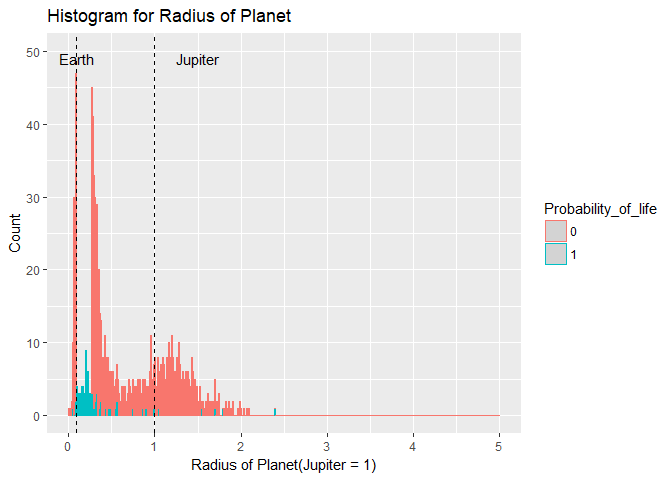 Histogram for Radius of Planet
50
40
30
20
10
0
Count
Earth
Jupiter
0 1 2 3 4 5
Radius of Planet(Jupiter = 1)
Probability_of_life
0
1